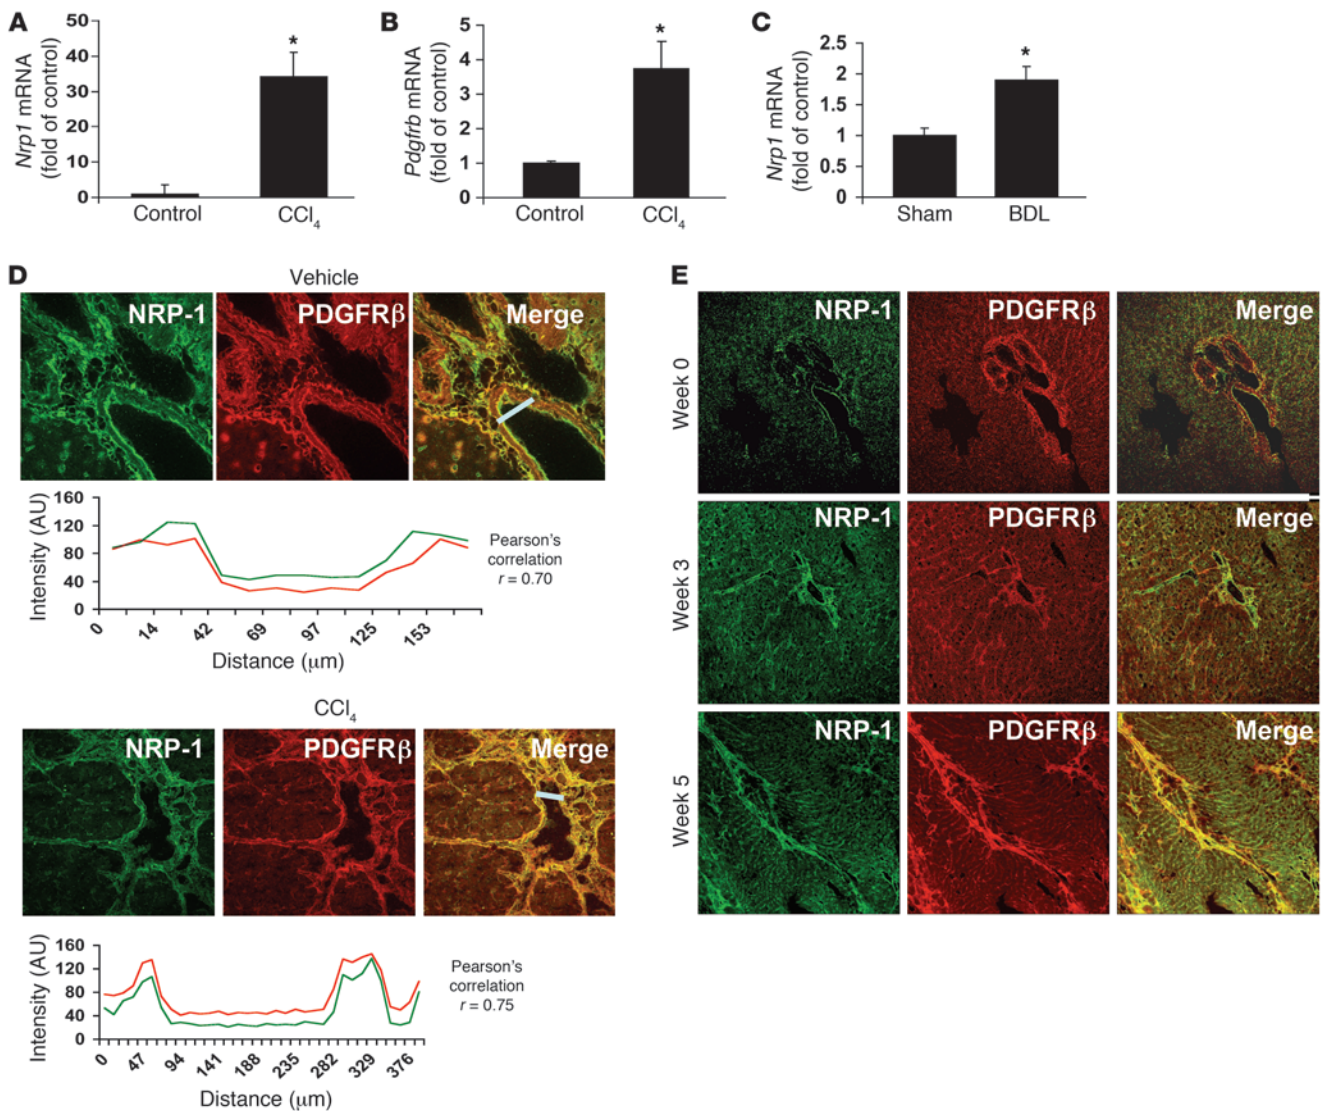 A
Nrp1 mRNA
(fold of control)
50
40
30
20
10
0
*
Control
CCl4
B
Pdgfrb mRNA
(fold of control)
5
4
3
2
1
0
*
Control
CCl4
C
Nrp1 mRNA
(fold of control)
2.5
2
1.5
1
0.5
0
*
Sham
BDL
D
Vehicle
NRP-1
PDGFRβ
Merge
Intensity (AU)
160
120
80
40
0
0
14
42
69
97
125
153
Distance (μm)
Pearson's
correlation
r = 0.70
CCl4
NRP-1
PDGFRβ
Merge
Intensity (AU)
160
120
80
40
0
0
47
94
141
188
235
282
329
376
Distance (μm)
Pearson's
correlation
r = 0.75
E
Week 0
NRP-1
PDGFRβ
Merge
Week 3
NRP-1
PDGFRβ
Merge
Week 5
NRP-1
PDGFRβ
Merge